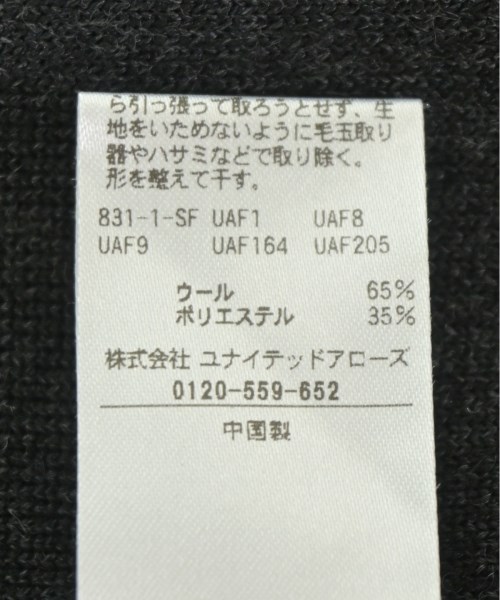 ら引っ張って取ろうとせず、生
地をいためないように毛玉取り
器やハサミなどで取り除く。
形を整えて干す。
831-1-SF UAF1 UAF8
UAF9 UAF164 UAF205
ウール 65%
ポリエステル 35%
株式会社 ユナイテッドアローズ
0120-559-652
中国製